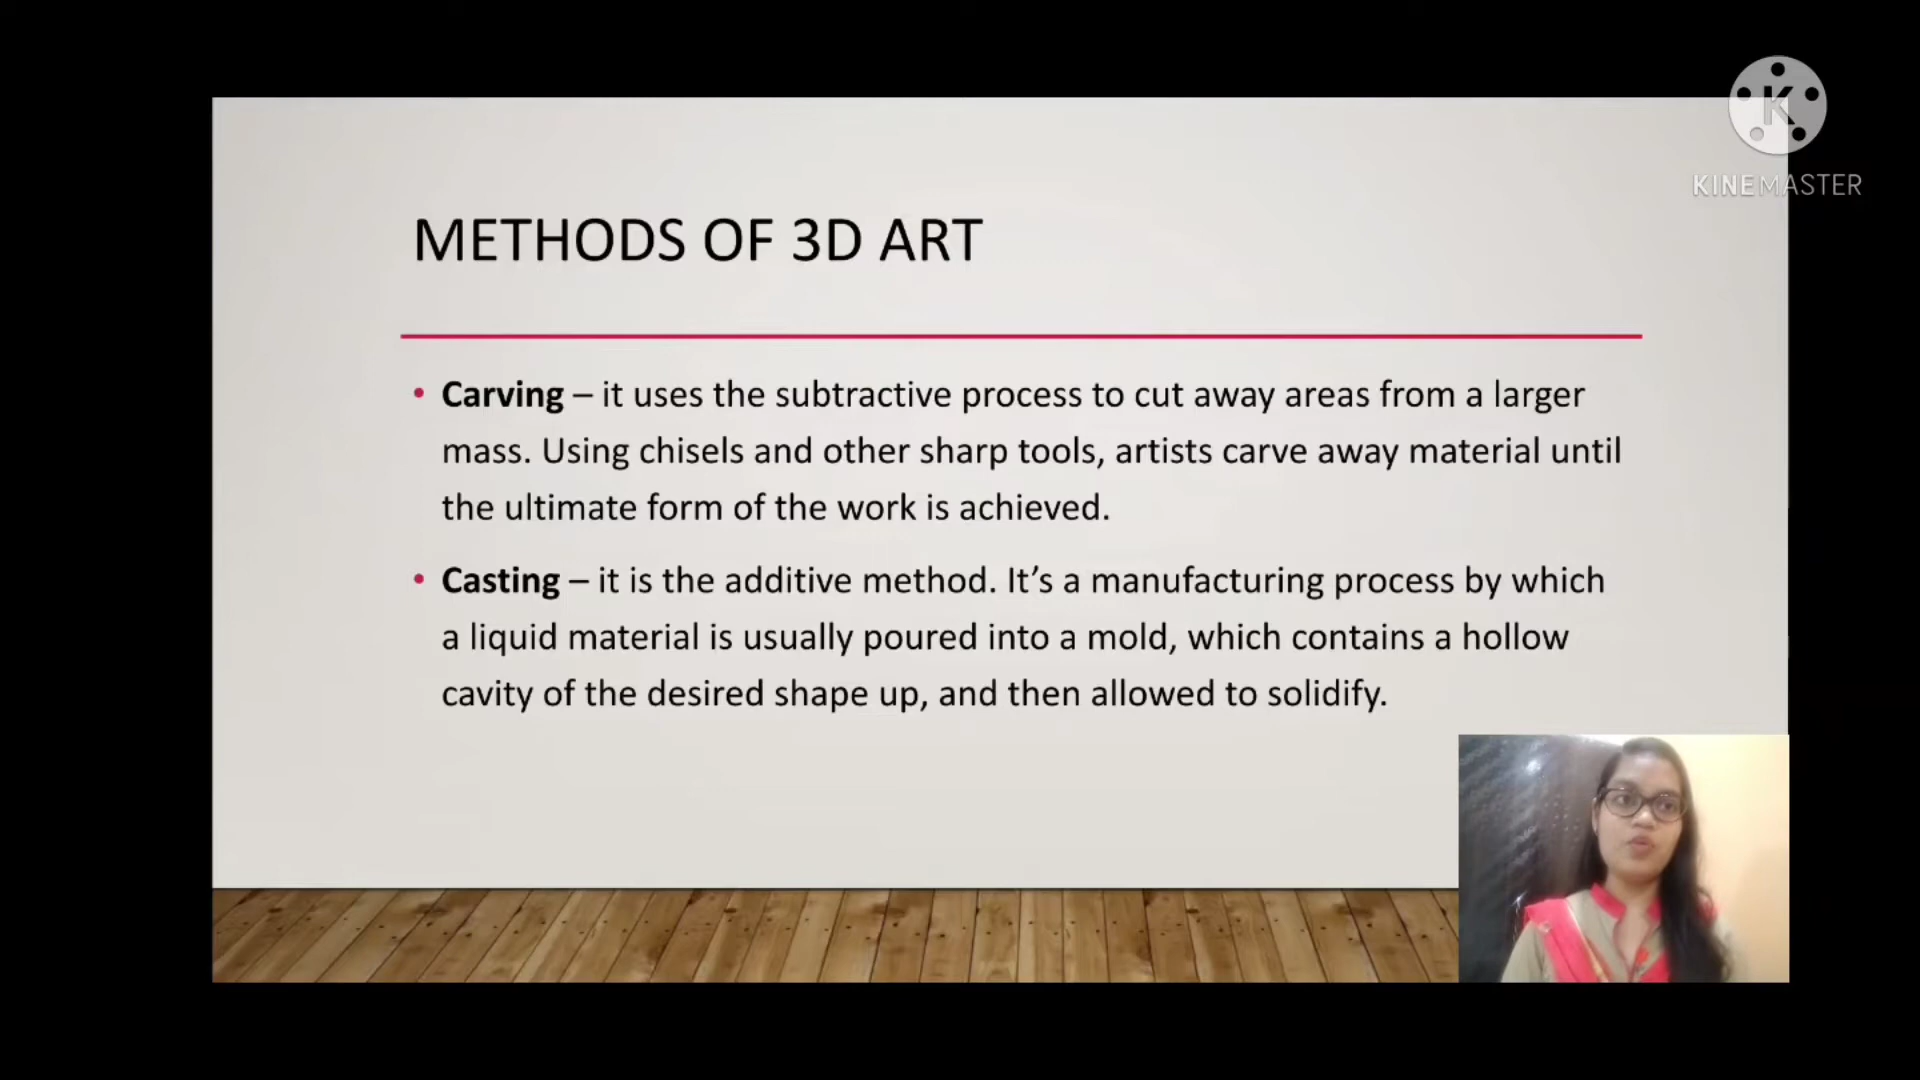 K
KINEMASTER
METHODS OF 3D ART
• Carving – it uses the subtractive process to cut away areas from a larger
mass. Using chisels and other sharp tools, artists carve away material until
the ultimate form of the work is achieved.
• Casting – it is the additive method. It’s a manufacturing process by which
a liquid material is usually poured into a mold, which contains a hollow
cavity of the desired shape up, and then allowed to solidify.